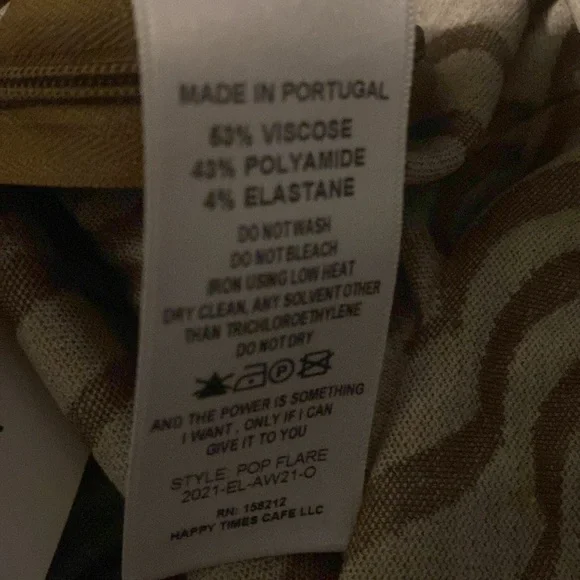 MADE IN PORTUGAL
53% VISCOSE
43% POLYAMIDE
4% ELASTANE
DO NOT WASH
DO NOT BLEACH
IRON USING LOW HEAT
DRY CLEAN, ANY SOLVENT OTHER
THAN TRICHLOROETHYLENE
DO NOT DRY
P
AND THE POWER IS SOMETHING
I WANT, ONLY IF I CAN
GIVE IT TO YOU
STYLE: POP FLARE
2021-EL-AW21-O
RN: 158212
HAPPY TIMES CAFE LLC